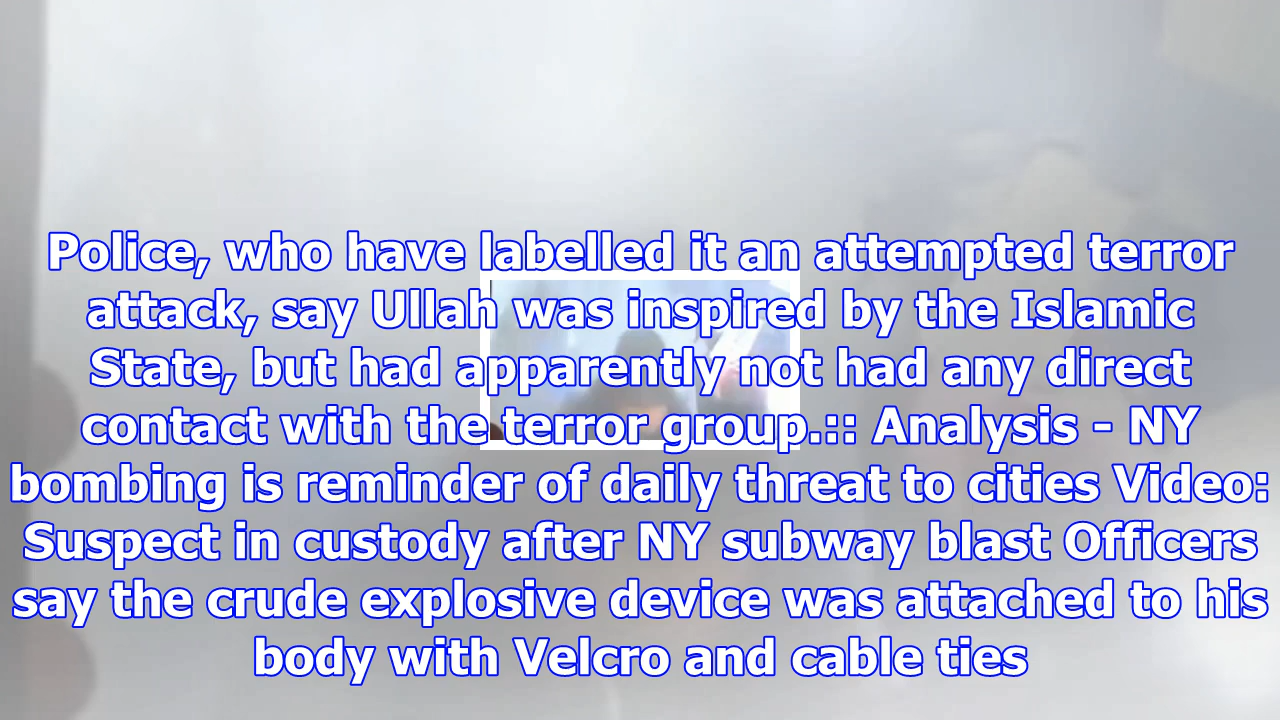 Police, who have labelled it an attempted terror
attack, say Ullah was inspired by the Islamic
State, but had apparently not had any direct
contact with the terror group.:: Analysis - NY
bombing is reminder of daily threat to cities Video:
Suspect in custody after NY subway blast Officers
say the crude explosive device was attached to his
body with Velcro and cable ties